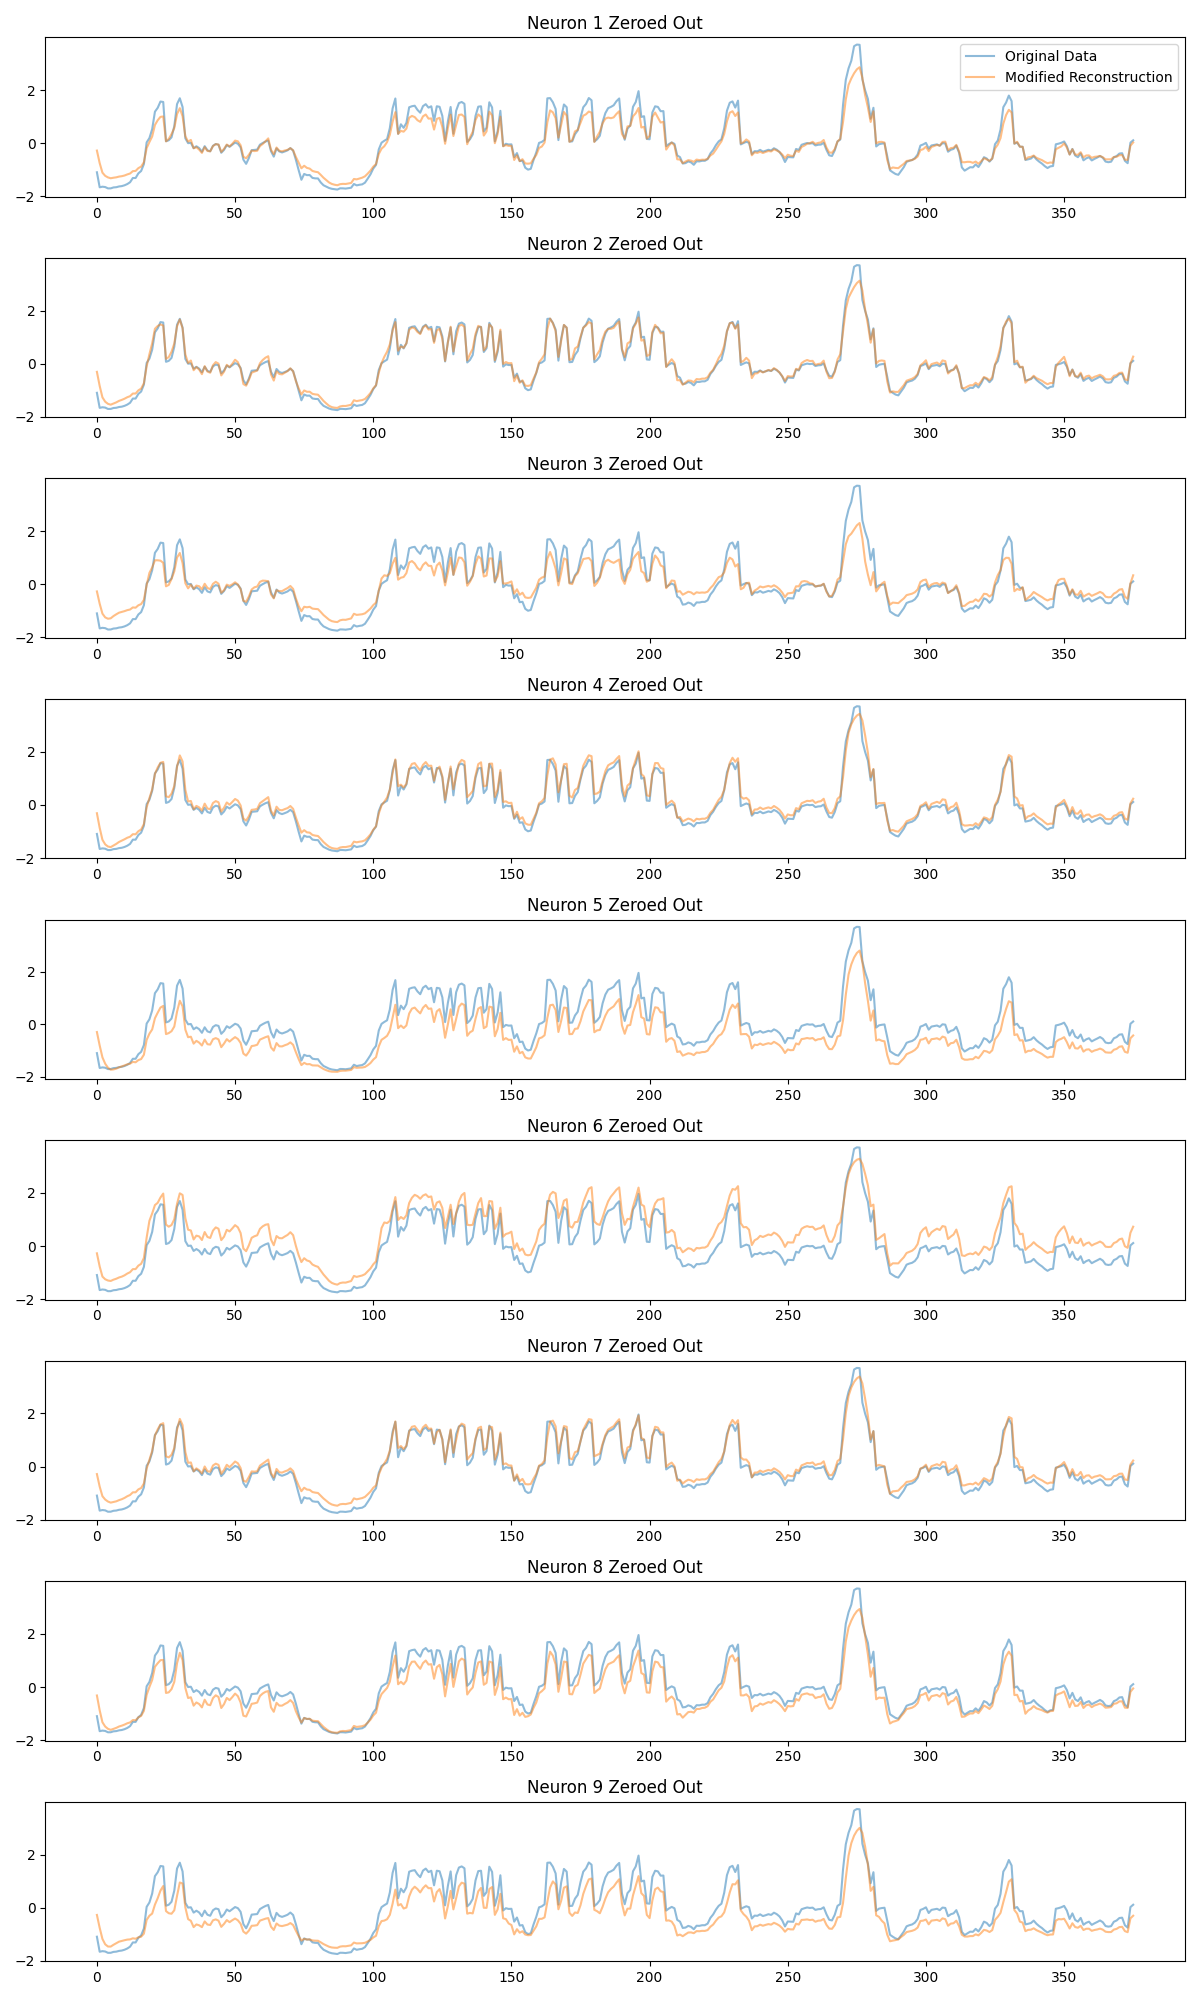 Neuron 1 Zeroed Out
Original Data
Modified Reconstruction
2
0
−2
0 50 100 150 200 250 300 350
Neuron 2 Zeroed Out
2
0
−2
0 50 100 150 200 250 300 350
Neuron 3 Zeroed Out
2
0
−2
0 50 100 150 200 250 300 350
Neuron 4 Zeroed Out
2
0
−2
0 50 100 150 200 250 300 350
Neuron 5 Zeroed Out
2
0
−2
0 50 100 150 200 250 300 350
Neuron 6 Zeroed Out
2
0
−2
0 50 100 150 200 250 300 350
Neuron 7 Zeroed Out
2
0
−2
0 50 100 150 200 250 300 350
Neuron 8 Zeroed Out
2
0
−2
0 50 100 150 200 250 300 350
Neuron 9 Zeroed Out
2
0
−2
0 50 100 150 200 250 300 350